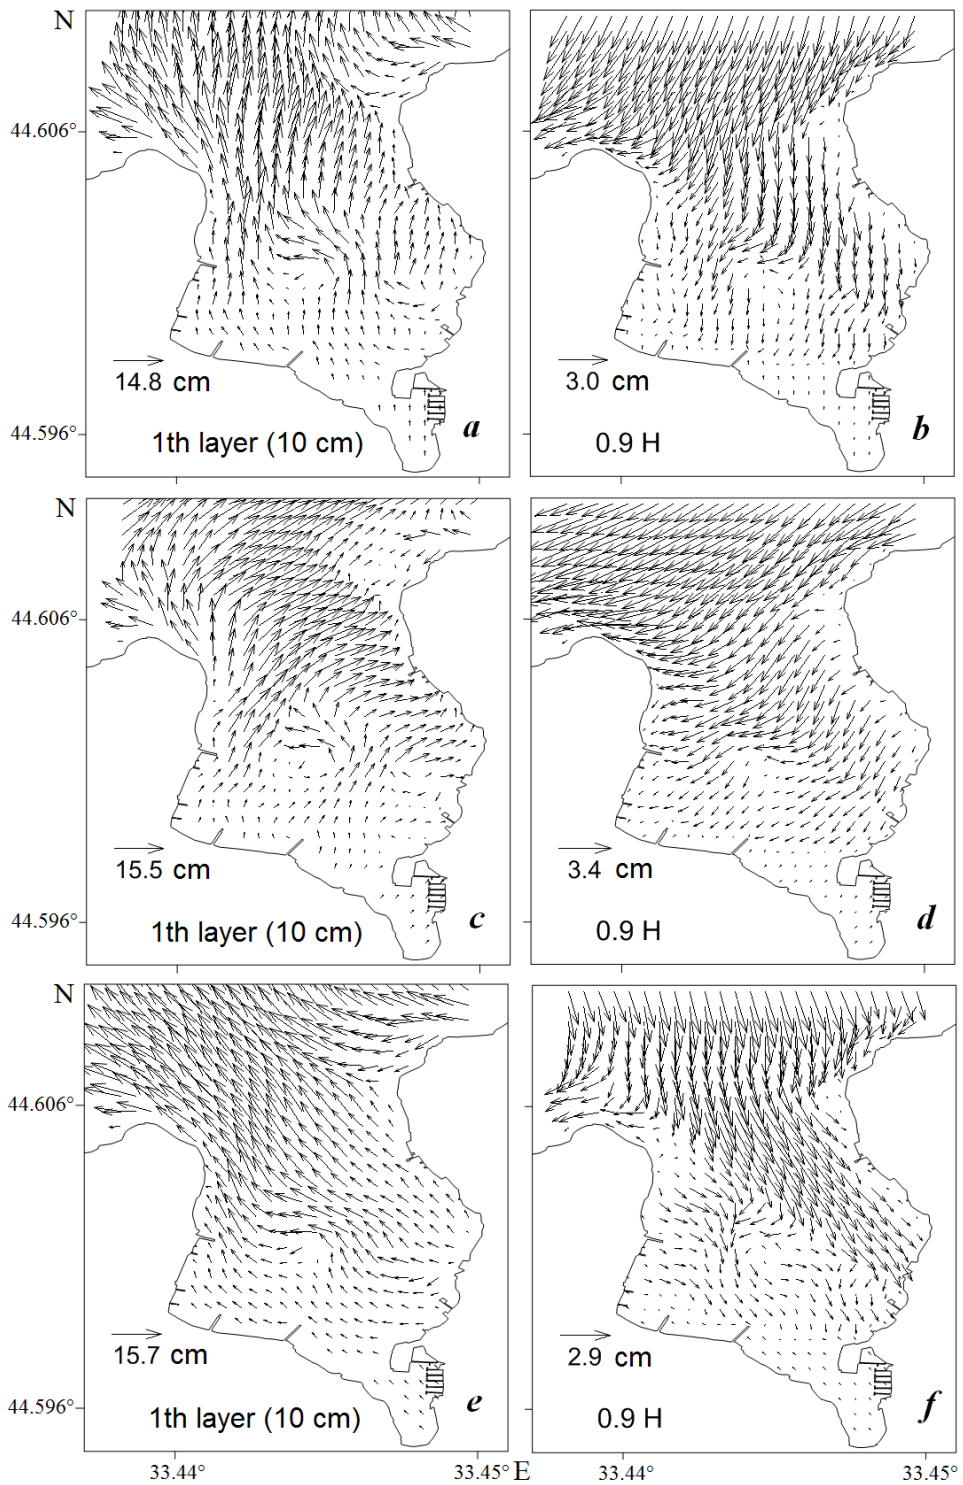 N
44.606°
14.8 cm
3.0 cm
44.596°
1th layer (10 cm)
a
0.9 H
b
N
44.606°
15.5 cm
3.4 cm
44.596°
1th layer (10 cm)
c
0.9 H
d
N
44.606°
15.7 cm
2.9 cm
44.596°
1th layer (10 cm)
e
0.9 H
f
33.44°
33.45° E
33.44°
33.45°